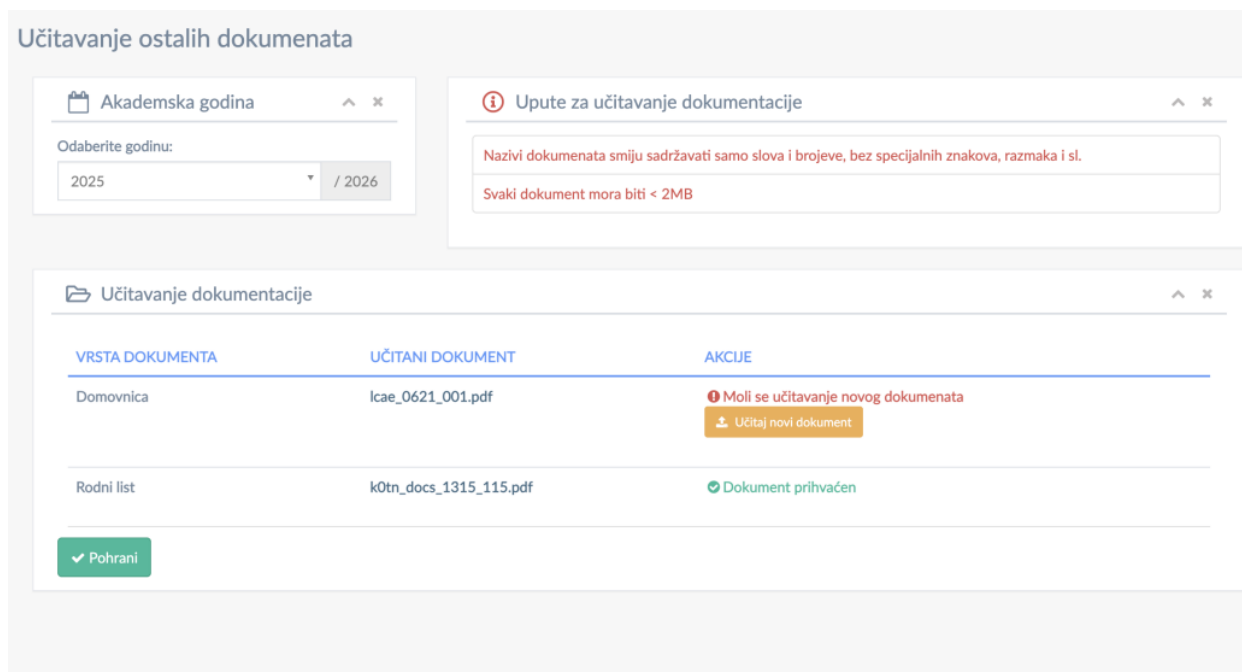 Učitavanje ostalih dokumenata
Akademska godina
Odaberite godinu:
2025 / 2026
Upute za učitavanje dokumentacije
Nazivi dokumenata smiju sadržavati samo slova i brojeve, bez specijalnih znakova, razmaka i sl.
Svaki dokument mora biti < 2MB
Učitavanje dokumentacije
VRSTA DOKUMENTA UČITANI DOKUMENT AKCIJE
Domovnica lcae_0621_001.pdf Moli se učitavanje novog dokumenata
Učitaj novi dokument
Rodni list k0tn_docs_1315_115.pdf Dokument prihvaćen
Pohrani